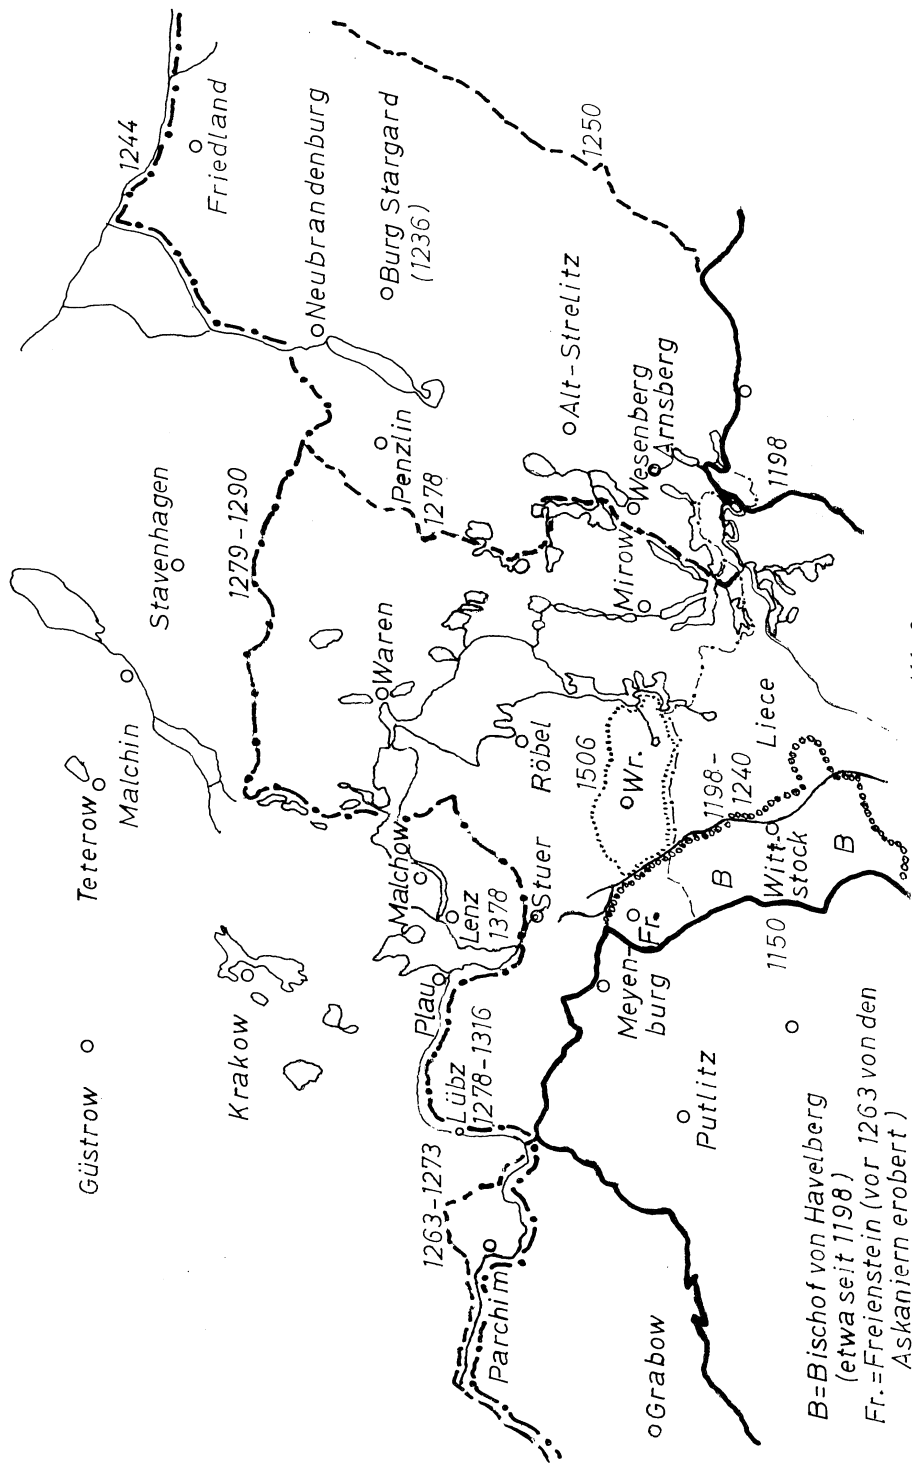 Güstrow
Teterow
Malchin
Krakow
Stavenhagen
1244
Friedland
1279-1290
Neubrandenburg
Burg Stargard
(1236)
Waren
Penzlin
1278
Malchow
Plau
Lenz
1378
Lübz
1278-1316
1263-1273
Parchim
Stuer
Röbel
1506
Wr.
Alt-Strelitz
1250
Wesenberg
Arnsberg
Mirow
1198
Liece
1198-
1240
Meyen-
burg
Fr.
B
Witt-
stock
B
1150
Putlitz
Grabow
B=Bischof von Havelberg
(etwa seit 1198)
Fr.=Freienstein (vor 1263 von den
Askaniern erobert)